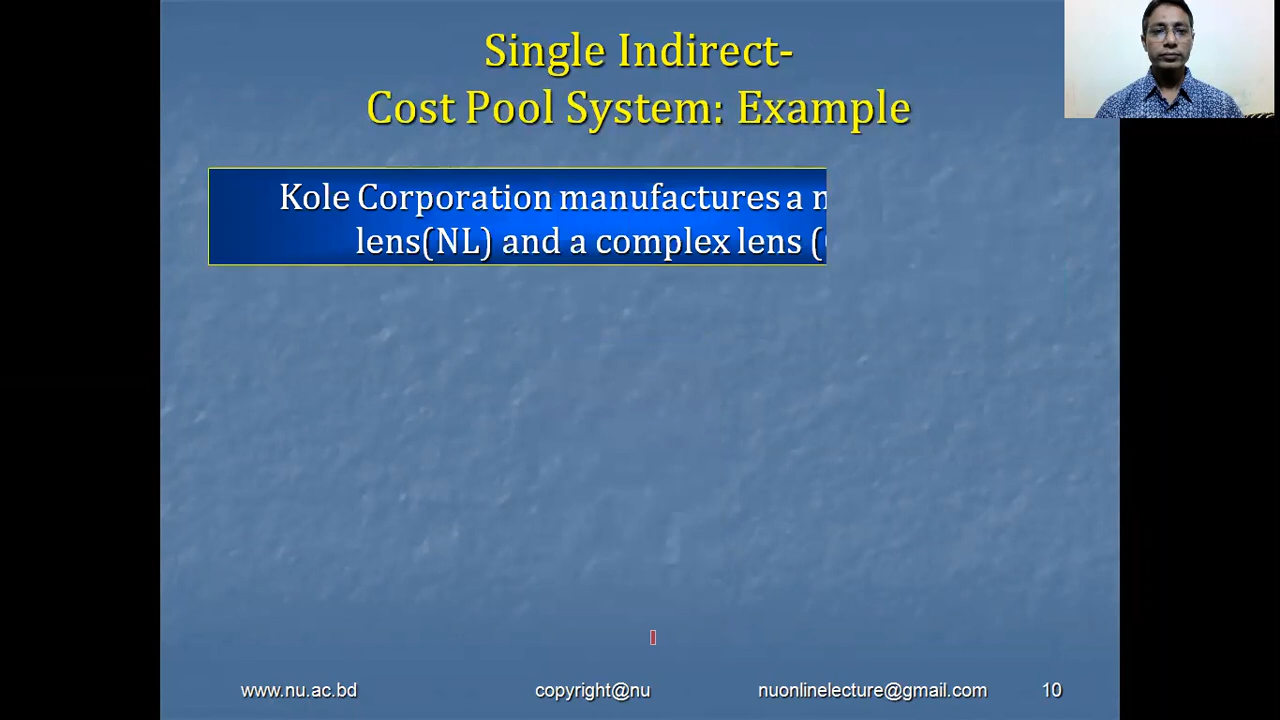 Single Indirect-
Cost Pool System: Example
Kole Corporation manufactures a
lens(NL) and a complex lens (
www.nu.ac.bd
copyright@nu
nuonlinelecture@gmail.com
10